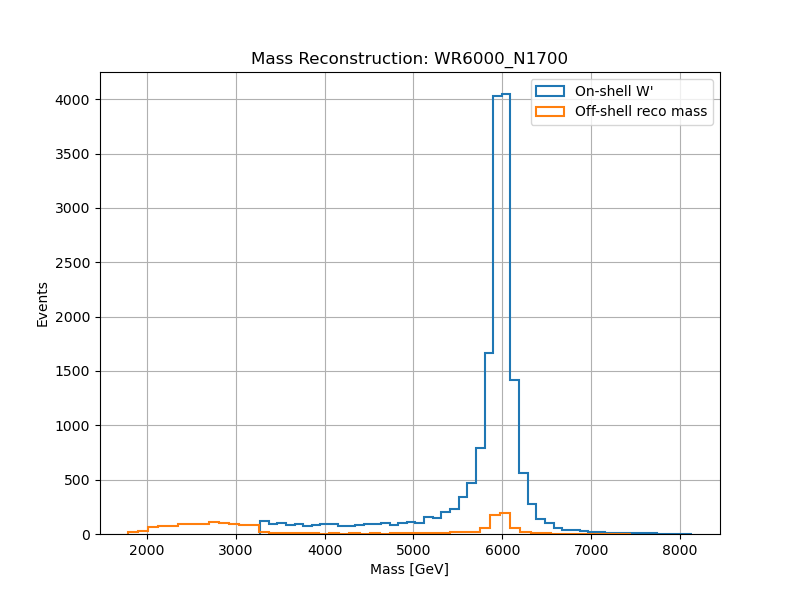 Mass Reconstruction: WR6000_N1700
On-shell W'
Off-shell reco mass
4000
3500
3000
2500
2000
1500
1000
500
0
Events
2000 3000 4000 5000 6000 7000 8000
Mass [GeV]